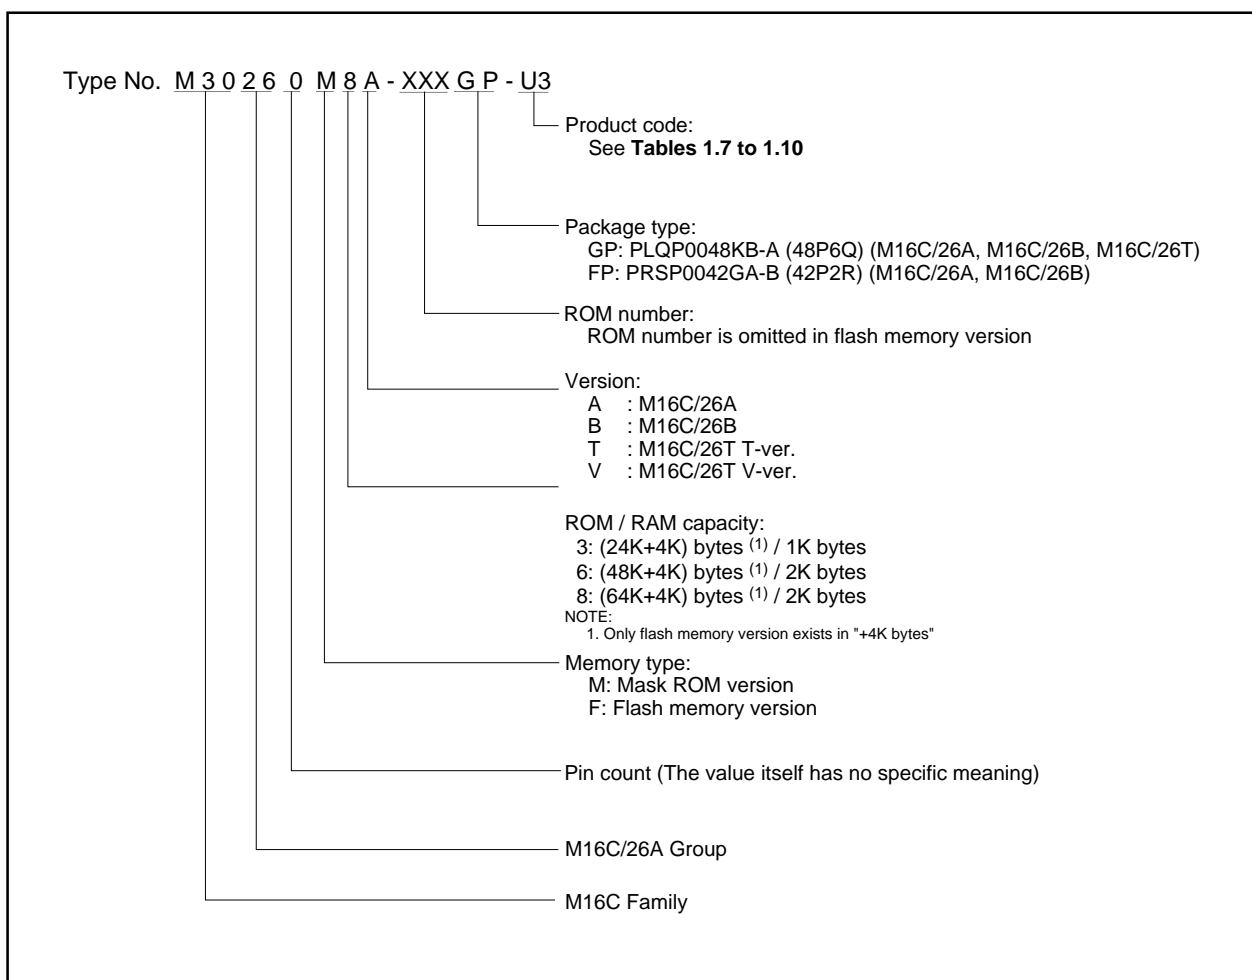 Type No. M 3 0 2 6 0 M 8 A - XXX G P - U3
Product code:
See Tables 1.7 to 1.10
Package type:
GP: PLQP0048KB-A (48P6Q) (M16C/26A, M16C/26B, M16C/26T)
FP: PRSP0042GA-B (42P2R) (M16C/26A, M16C/26B)
ROM number:
ROM number is omitted in flash memory version
Version:
A : M16C/26A
B : M16C/26B
T : M16C/26T T-ver.
V : M16C/26T V-ver.
ROM / RAM capacity:
3: (24K+4K) bytes (1) / 1K bytes
6: (48K+4K) bytes (1) / 2K bytes
8: (64K+4K) bytes (1) / 2K bytes
NOTE:
1. Only flash memory version exists in "+4K bytes"
Memory type:
M: Mask ROM version
F: Flash memory version
Pin count (The value itself has no specific meaning)
M16C/26A Group
M16C Family